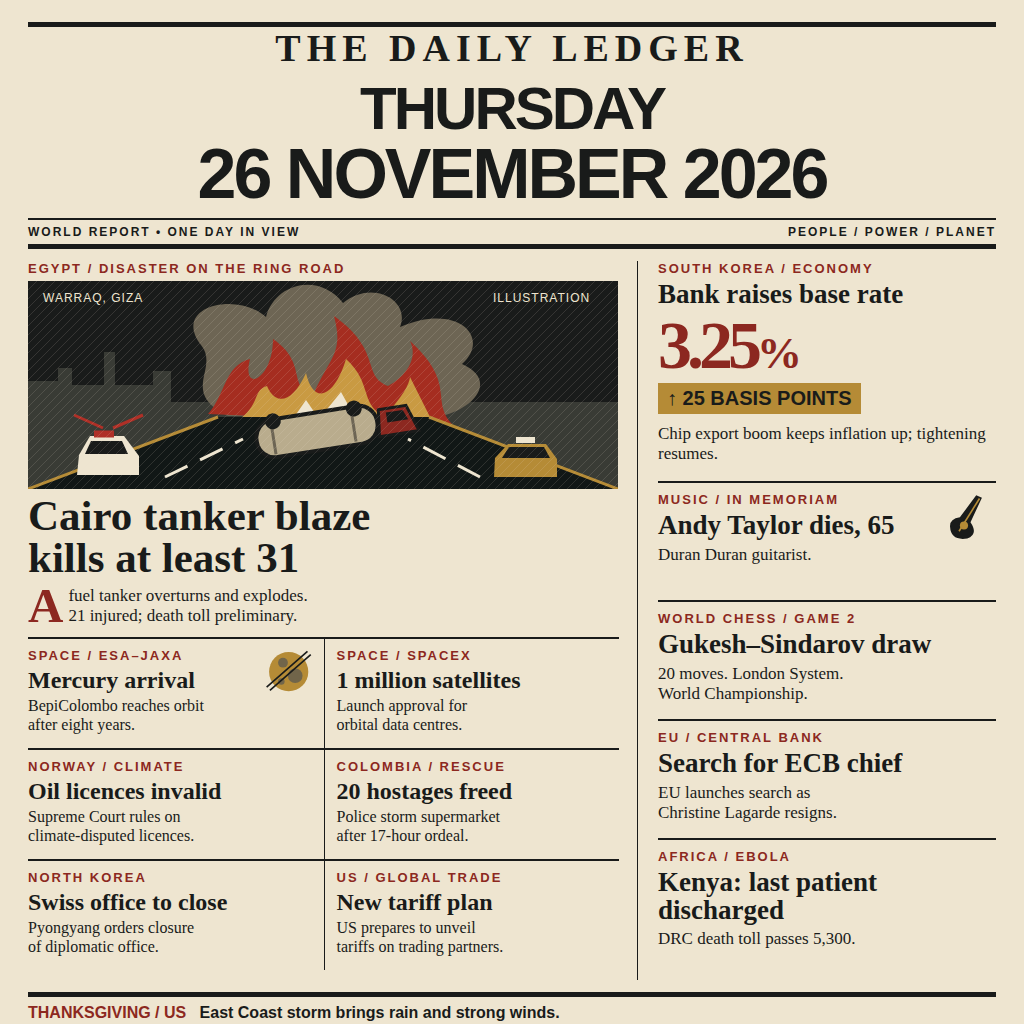 THE DAILY LEDGER
THURSDAY
26 NOVEMBER 2026
WORLD REPORT • ONE DAY IN VIEW
PEOPLE / POWER / PLANET
EGYPT / DISASTER ON THE RING ROAD
WARRAQ, GIZA
ILLUSTRATION
Cairo tanker blaze
kills at least 31
A fuel tanker overturns and explodes.
21 injured; death toll preliminary.
SPACE / ESA–JAXA
Mercury arrival
BepiColombo reaches orbit
after eight years.
SPACE / SPACEX
1 million satellites
Launch approval for
orbital data centres.
NORWAY / CLIMATE
Oil licences invalid
Supreme Court rules on
climate-disputed licences.
COLOMBIA / RESCUE
20 hostages freed
Police storm supermarket
after 17-hour ordeal.
NORTH KOREA
Swiss office to close
Pyongyang orders closure
of diplomatic office.
US / GLOBAL TRADE
New tariff plan
US prepares to unveil
tariffs on trading partners.
SOUTH KOREA / ECONOMY
Bank raises base rate
3.25%
↑ 25 BASIS POINTS
Chip export boom keeps inflation up; tightening
resumes.
MUSIC / IN MEMORIAM
Andy Taylor dies, 65
Duran Duran guitarist.
WORLD CHESS / GAME 2
Gukesh–Sindarov draw
20 moves. London System.
World Championship.
EU / CENTRAL BANK
Search for ECB chief
EU launches search as
Christine Lagarde resigns.
AFRICA / EBOLA
Kenya: last patient
discharged
DRC death toll passes 5,300.
THANKSGIVING / US East Coast storm brings rain and strong winds.